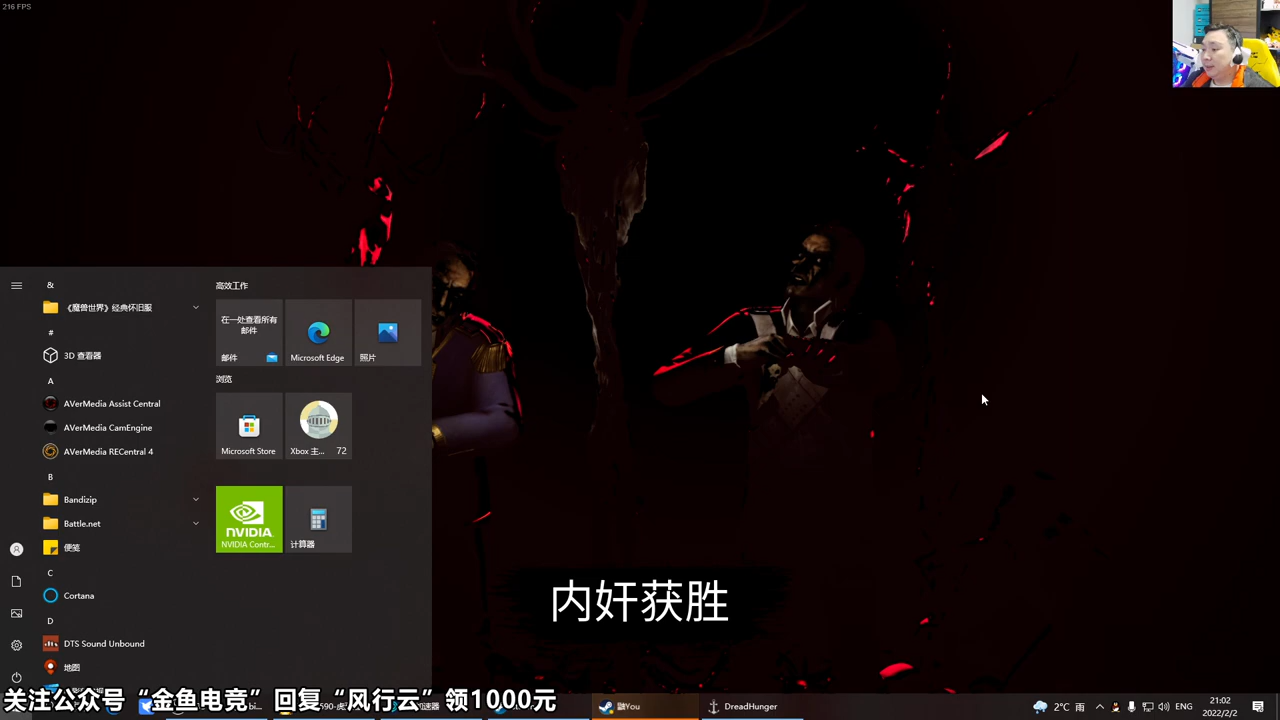 216 FPS
&
《魔兽世界》经典怀旧服
#
3D 查看器
A
AVerMedia Assist Central
AVerMedia CamEngine
AVerMedia RECentral 4
B
Bandizip
Battle.net
便笺
C
Cortana
D
DTS Sound Unbound
地图
高效工作
在一处查看所有
邮件
邮件
Microsoft Edge
照片
浏览
Microsoft Store
Xbox 主...
72
NVIDIA
NVIDIA Contr...
计算器
内奸获胜
关注公众号“金鱼电竞”回复“风行云”领1000元
DreadHunger
2°C 雨
ENG
21:02
2022/2/2